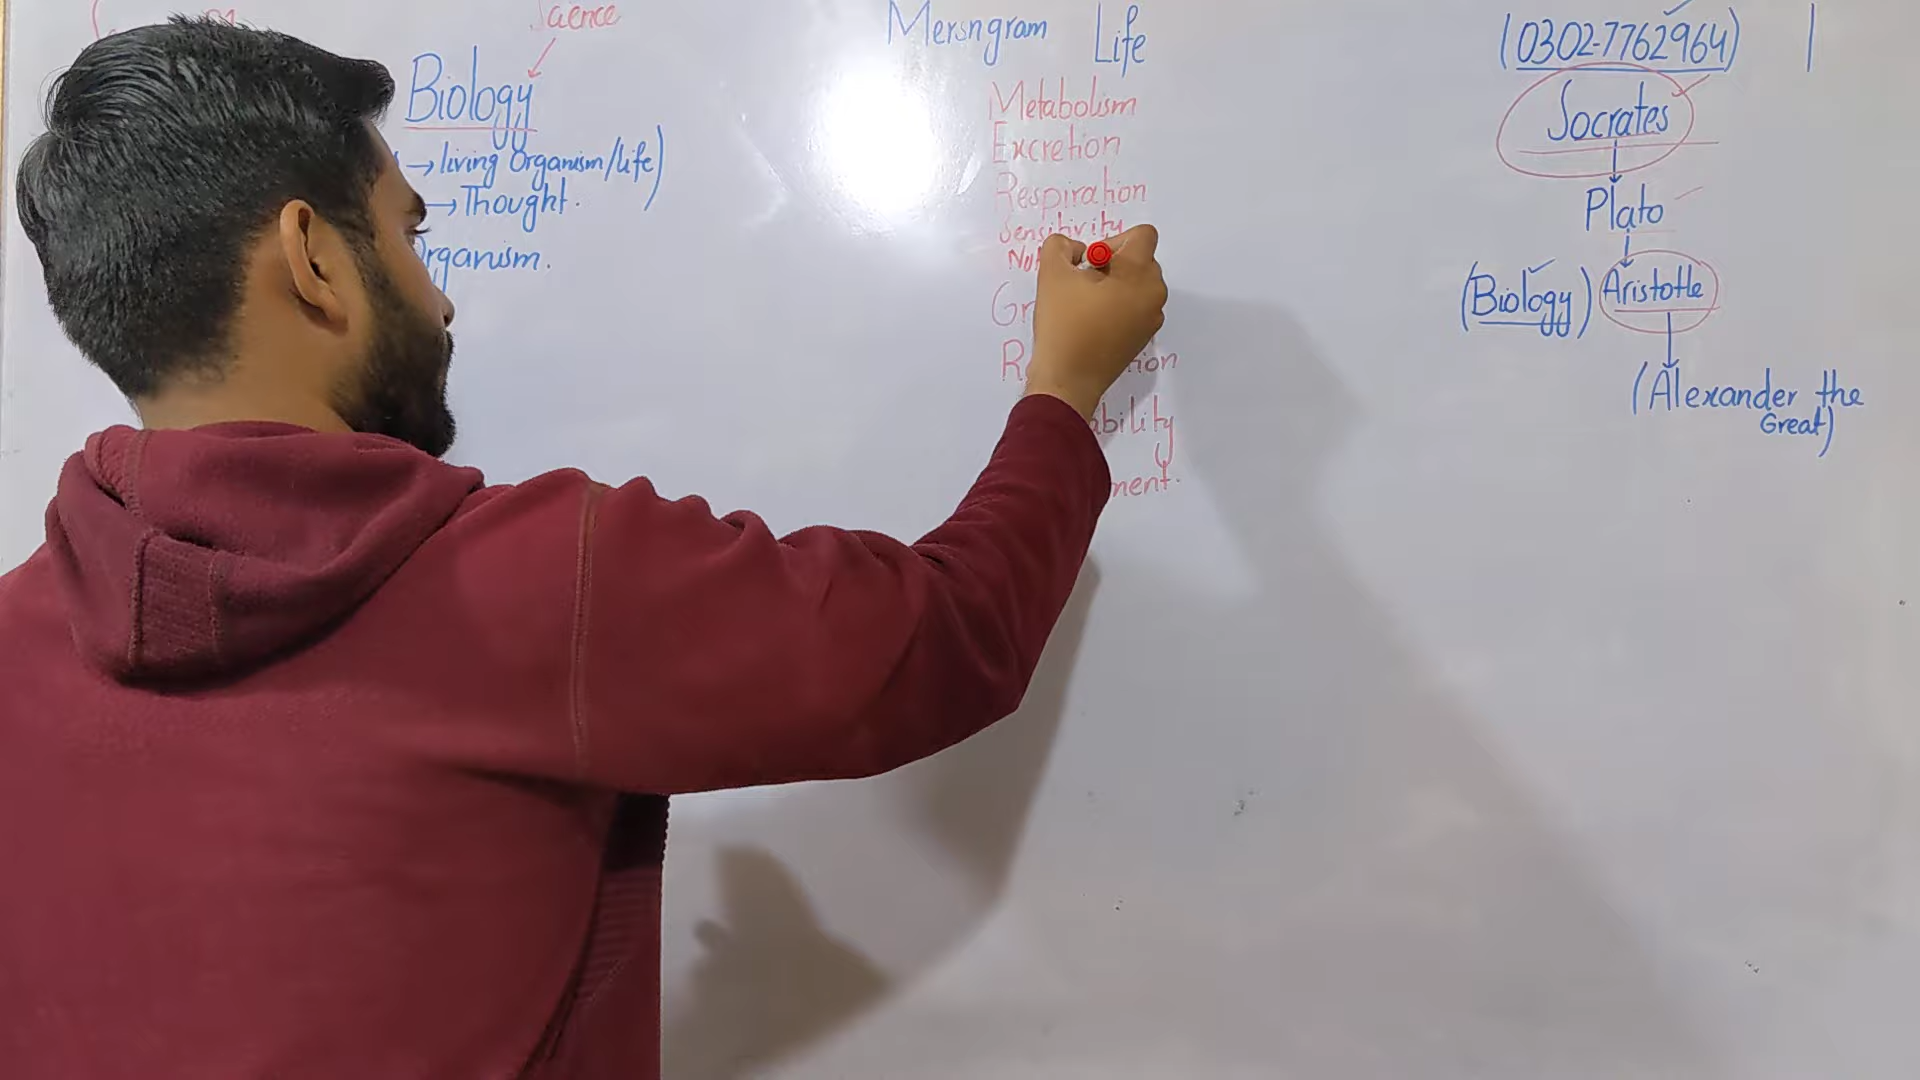 Science
Biology
→ living Organism/life)
→ Thought.
Organism.
Mersngram Life
Metabolism
Excretion
Respiration
Sensitivity
(0302-7762964)
Socrates
Plato
(Biology) Aristotle
(Alexander the
Great)